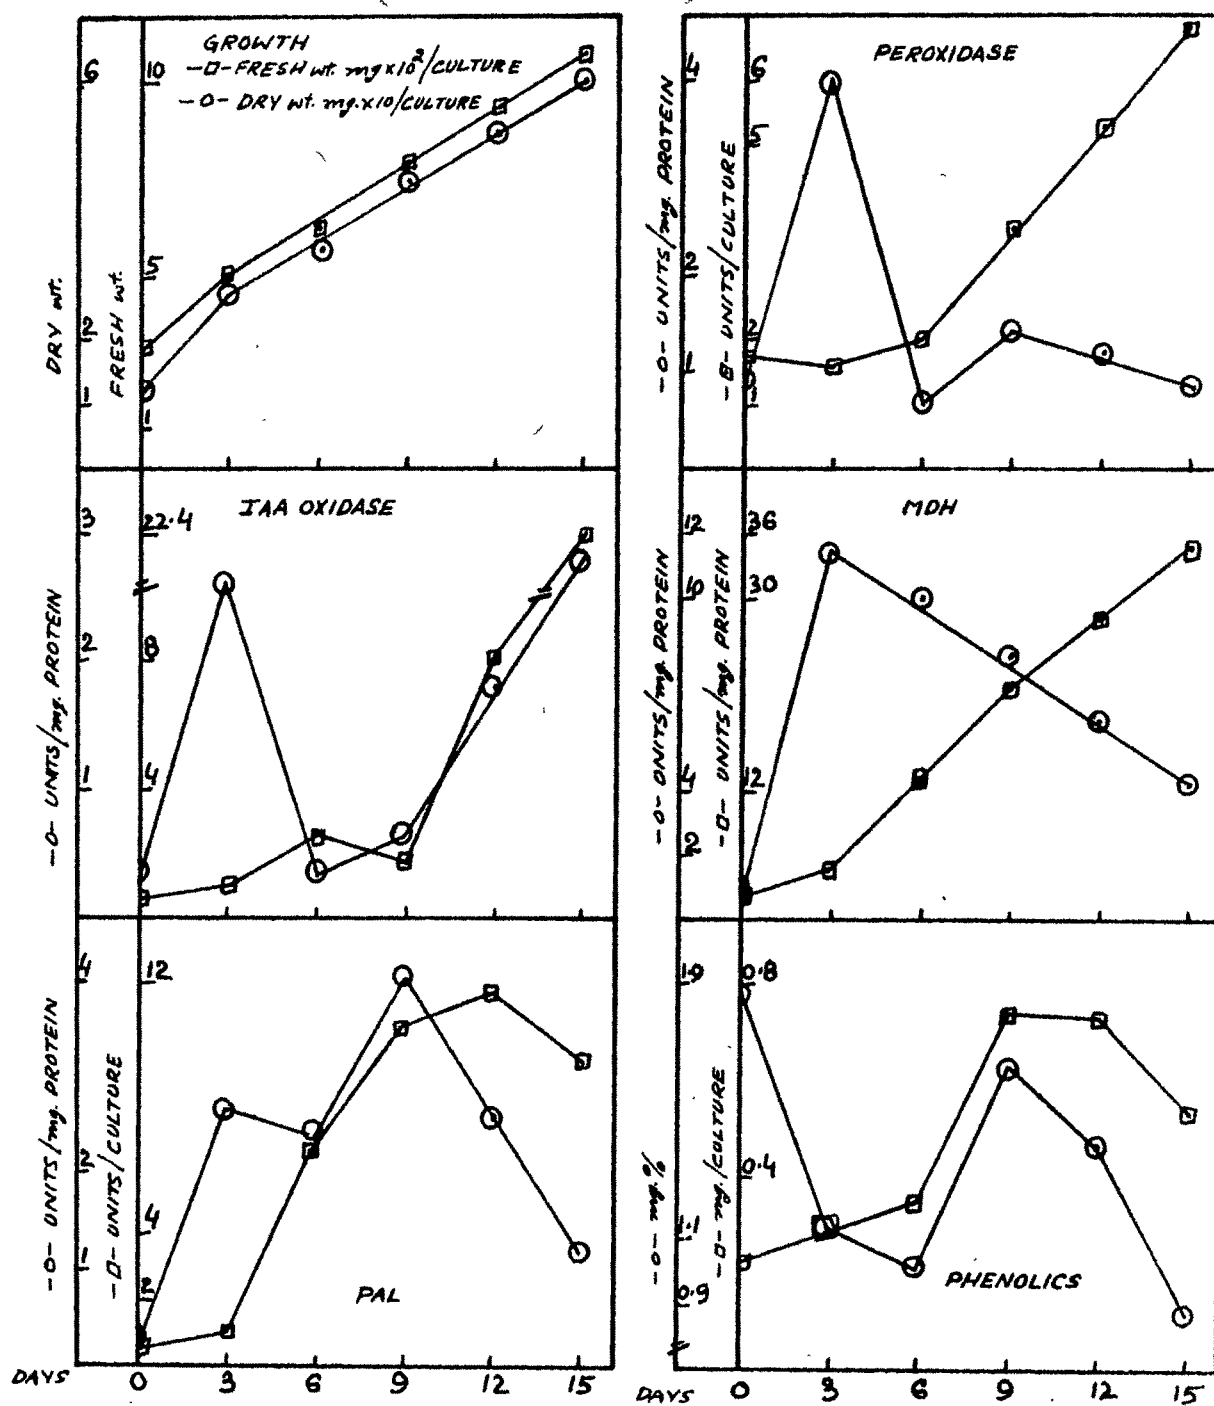 GROWTH
-□- FRESH wt. mg x 10²/CULTURE
-O- DRY wt. mg. x 10/CULTURE
DRY wt.
6
2
1
FRESH wt.
10
5
1
PEROXIDASE
-O- UNITS/mg. PROTEIN
4
2
1
-□- UNITS/CULTURE
6
5
2
1
IAA OXIDASE
-O- UNITS/mg. PROTEIN
3
2
1
22.4
8
4
MDH
-O- UNITS/mg. PROTEIN
12
10
4
2
-□- UNITS/mg. PROTEIN
36
30
12
PAL
-O- UNITS/mg. PROTEIN
4
2
1
-□- UNITS/CULTURE
12
4
2
DAYS 0 3 6 9 12 15
PHENOLICS
-O- mg.%
1.9
1.1
0.9
-□- mg./CULTURE
0.8
0.4
DAYS 0 3 6 9 12 15